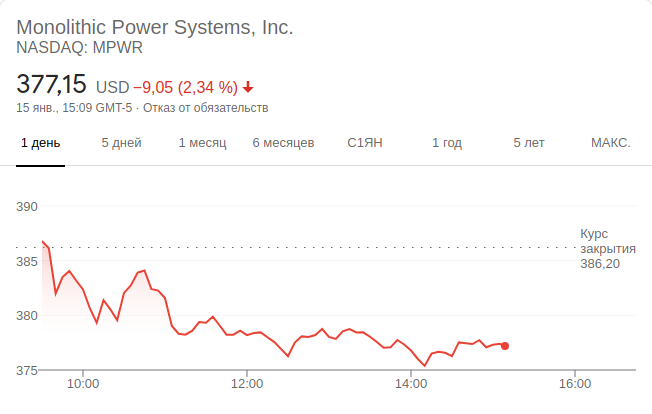 Monolithic Power Systems, Inc.
NASDAQ: MPWR
377,15 USD −9,05 (2,34 %)
15 янв., 15:09 GMT-5 · Отказ от обязательств
1 день 5 дней 1 месяц 6 месяцев С1ЯН 1 год 5 лет МАКС.
390
Курс
закрытия
386,20
385
380
375
10:00 12:00 14:00 16:00